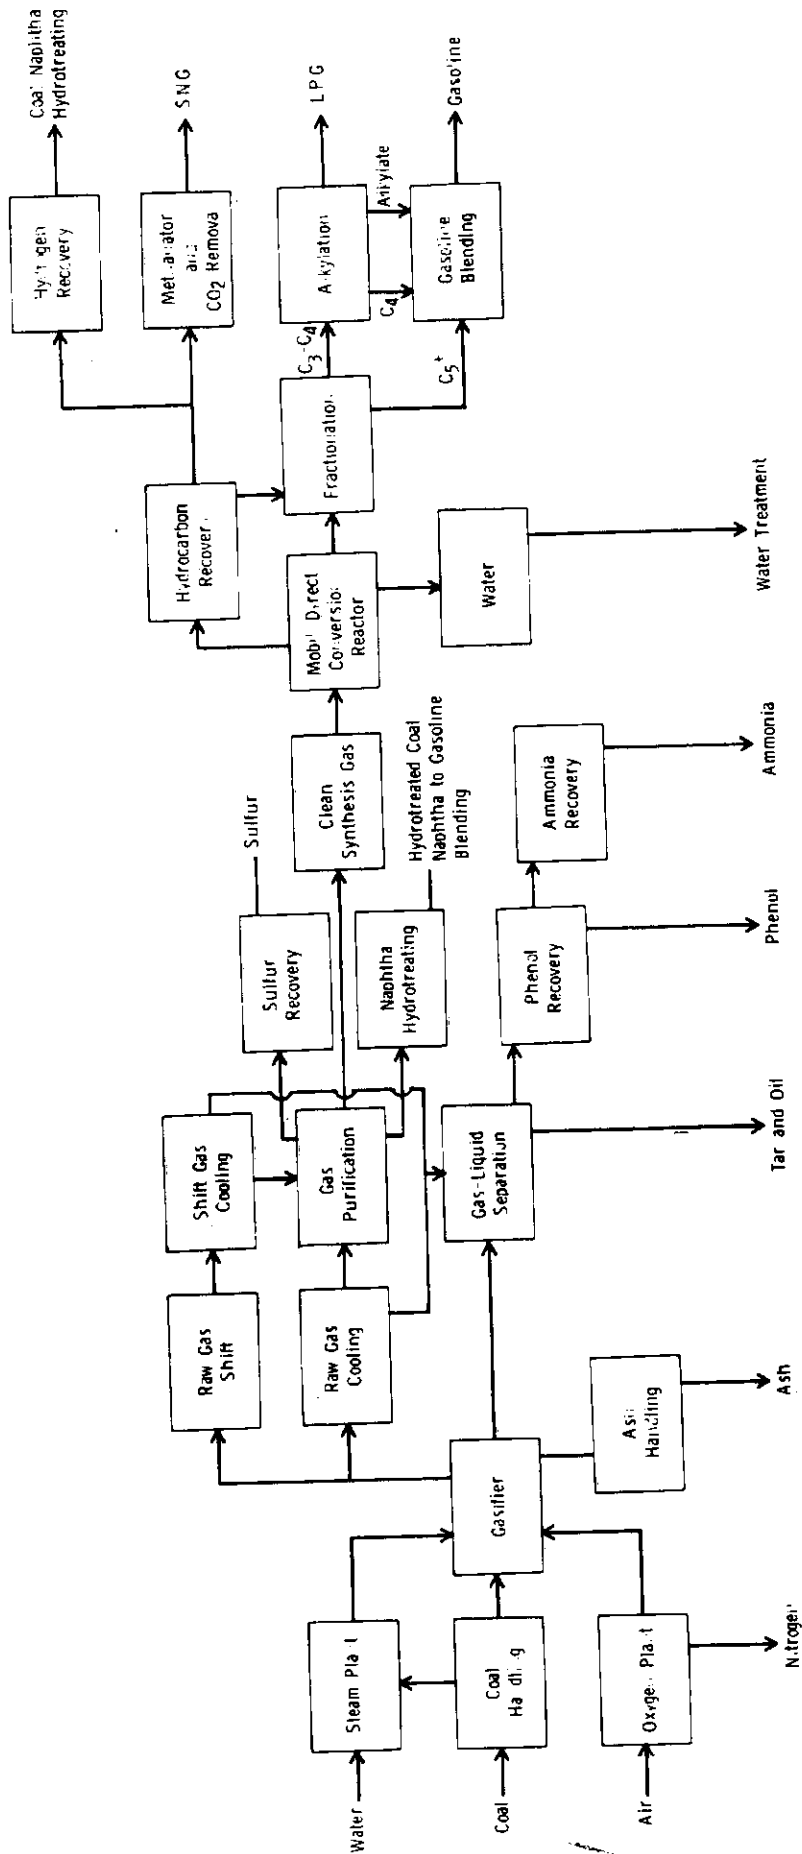 Water
Coal
Air
Steam Plant
Coal
Handling
Oxygen Plant
Nitrogen
Gasifier
Ash
Handling
Ash
Raw Gas
Shift
Raw Gas
Cooling
Shift Gas
Cooling
Gas
Purification
Gas-Liquid
Separation
Tar and Oil
Sulfur
Recovery
Sulfur
Naphtha
Hydrotreating
Hydrotreated Coal
Naphtha to Gasoline
Blending
Phenol
Recovery
Phenol
Ammonia
Recovery
Ammonia
Clean
Synthesis Gas
Mobil Direct
Conversion
Reactor
Hydrocarbon
Recovery
Water
Water Treatment
Fractionation
C3-C4
C5+
Hydrogen
Recovery
Coal Naphtha
Hydrotreating
Methanator
and
CO2 Removal
SNG
Alkylation
LPG
C4
Alkylate
Gasoline
Blending
Gasoline